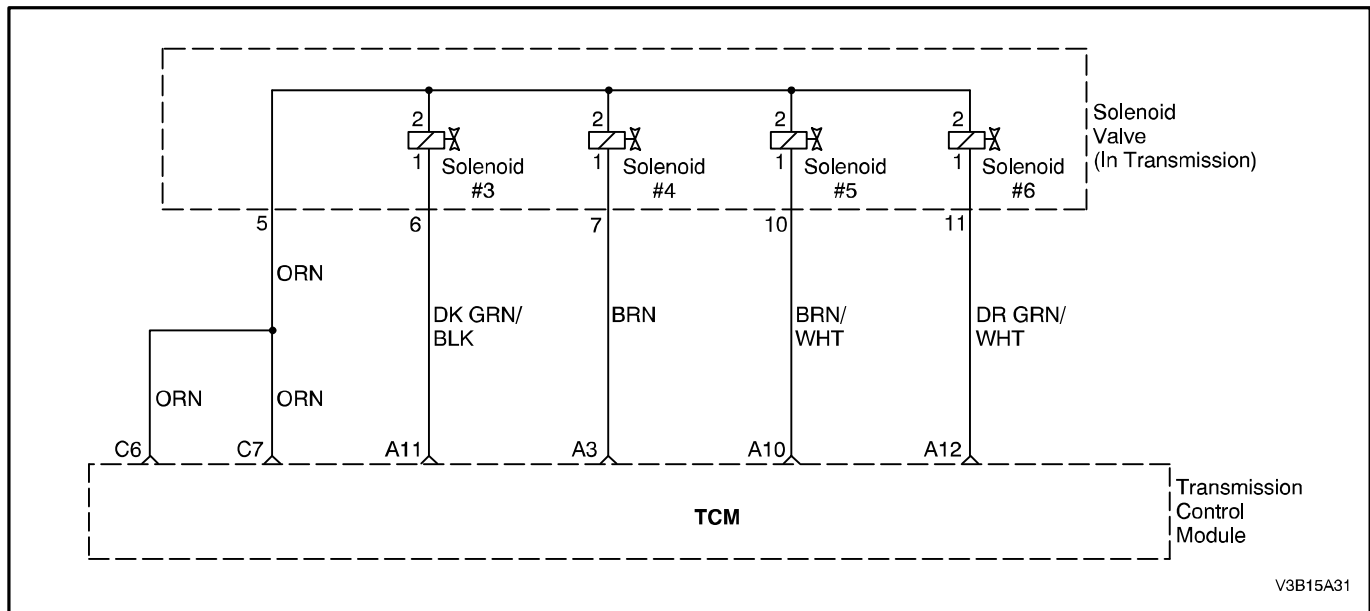 2 2 2 2
1 1 1 1
Solenoid
#3
Solenoid
#4
Solenoid
#5
Solenoid
#6
Solenoid
Valve
(In Transmission)
5 6 7 10 11
ORN
DK GRN/
BLK
BRN
BRN/
WHT
DR GRN/
WHT
ORN ORN
C6 C7 A11 A3 A10 A12
TCM
Transmission
Control
Module
V3B15A31